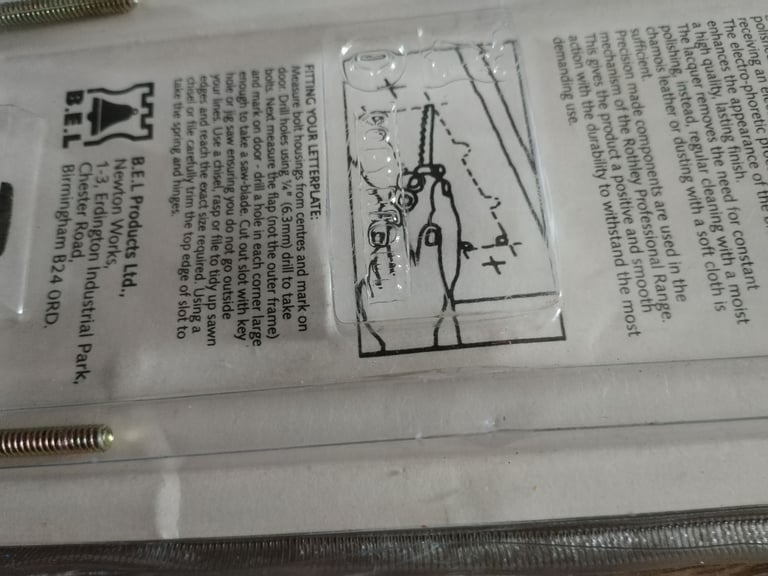 receiving an
The electro-phoretic
enhances the appearance of the
a high quality, lasting finish.
The lacquer removes the need for constant
polishing, instead, regular cleaning with a moist
chamois leather or dusting with a soft cloth is
sufficient.
Precision made components are used in the
mechanism of the Rothley Professional Range.
This gives the product a positive and smooth
action with the durability to withstand the most
demanding use.
FITTING YOUR LETTERPLATE:
Measure bolt housings from centres and mark on
door. Drill holes using ¼" (6.3mm) drill to take
bolts. Next measure the flap (not the outer frame)
and mark on door - drill a hole in each corner large
enough to take a saw-blade. Cut out slot with key
hole or jig saw ensuring you do not go outside
your lines. Use a chisel, rasp or file to tidy up sawn
edges and reach the exact size required. Using a
chisel or file carefully trim the top edge of slot to
take the spring and hinges.
B.E.L
B.E.L Products Ltd.,
Newton Works,
1-3, Erdington Industrial Park,
Chester Road,
Birmingham B24 0RD.